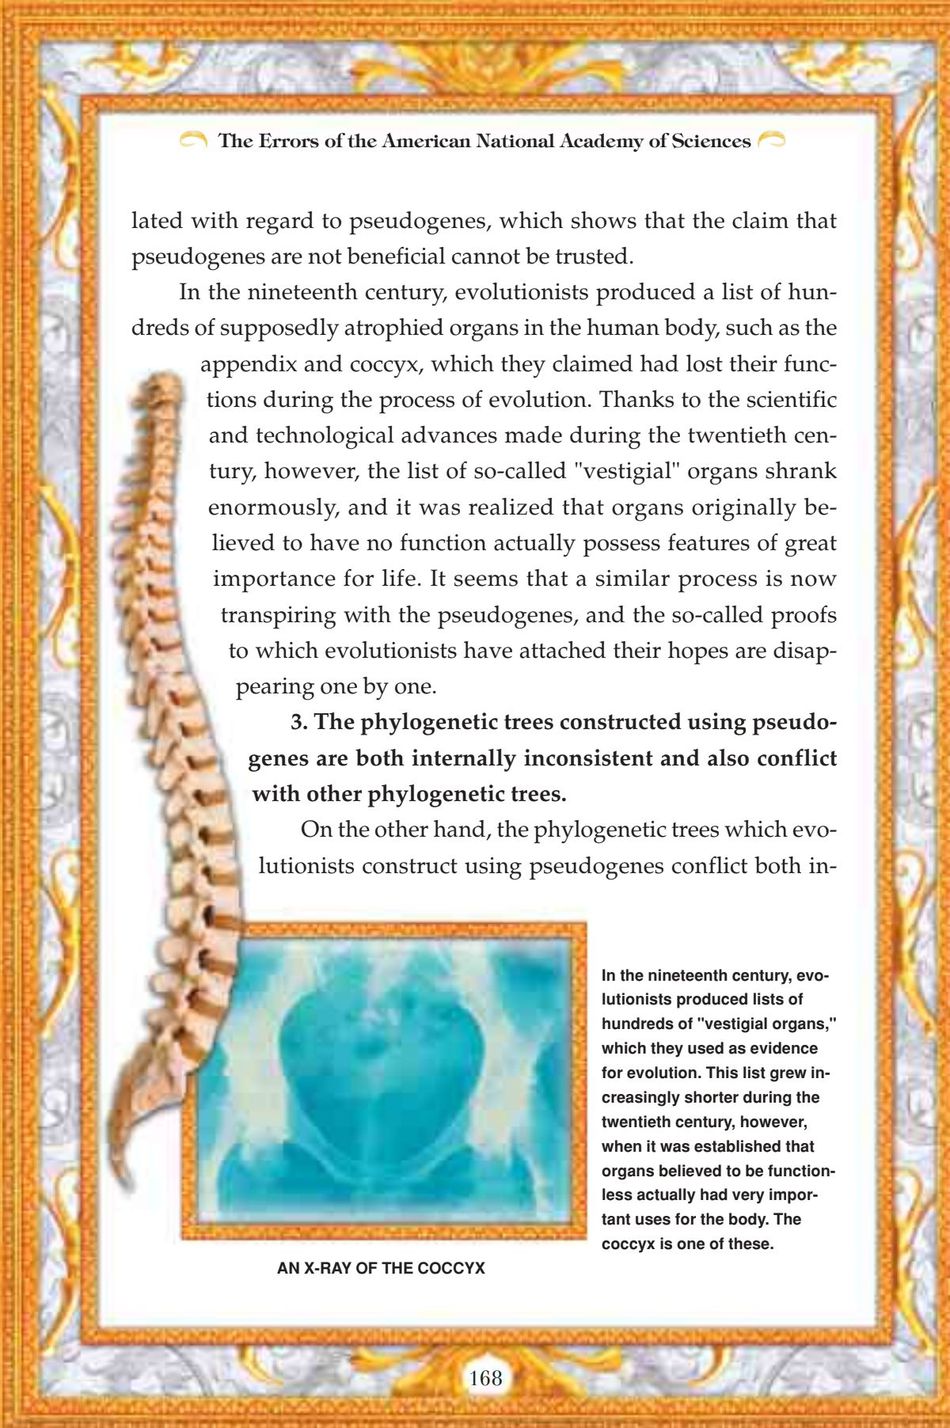 The Errors of the American National Academy of Sciences
lated with regard to pseudogenes, which shows that the claim that
pseudogenes are not beneficial cannot be trusted.
In the nineteenth century, evolutionists produced a list of hun-
dreds of supposedly atrophied organs in the human body, such as the
appendix and coccyx, which they claimed had lost their func-
tions during the process of evolution. Thanks to the scientific
and technological advances made during the twentieth cen-
tury, however, the list of so-called "vestigial" organs shrank
enormously, and it was realized that organs originally be-
lieved to have no function actually possess features of great
importance for life. It seems that a similar process is now
transpiring with the pseudogenes, and the so-called proofs
to which evolutionists have attached their hopes are disap-
pearing one by one.
3. The phylogenetic trees constructed using pseudo-
genes are both internally inconsistent and also conflict
with other phylogenetic trees.
On the other hand, the phylogenetic trees which evo-
lutionists construct using pseudogenes conflict both in-
In the nineteenth century, evo-
lutionists produced lists of
hundreds of "vestigial organs,"
which they used as evidence
for evolution. This list grew in-
creasingly shorter during the
twentieth century, however,
when it was established that
organs believed to be function-
less actually had very impor-
tant uses for the body. The
coccyx is one of these.
AN X-RAY OF THE COCCYX
168